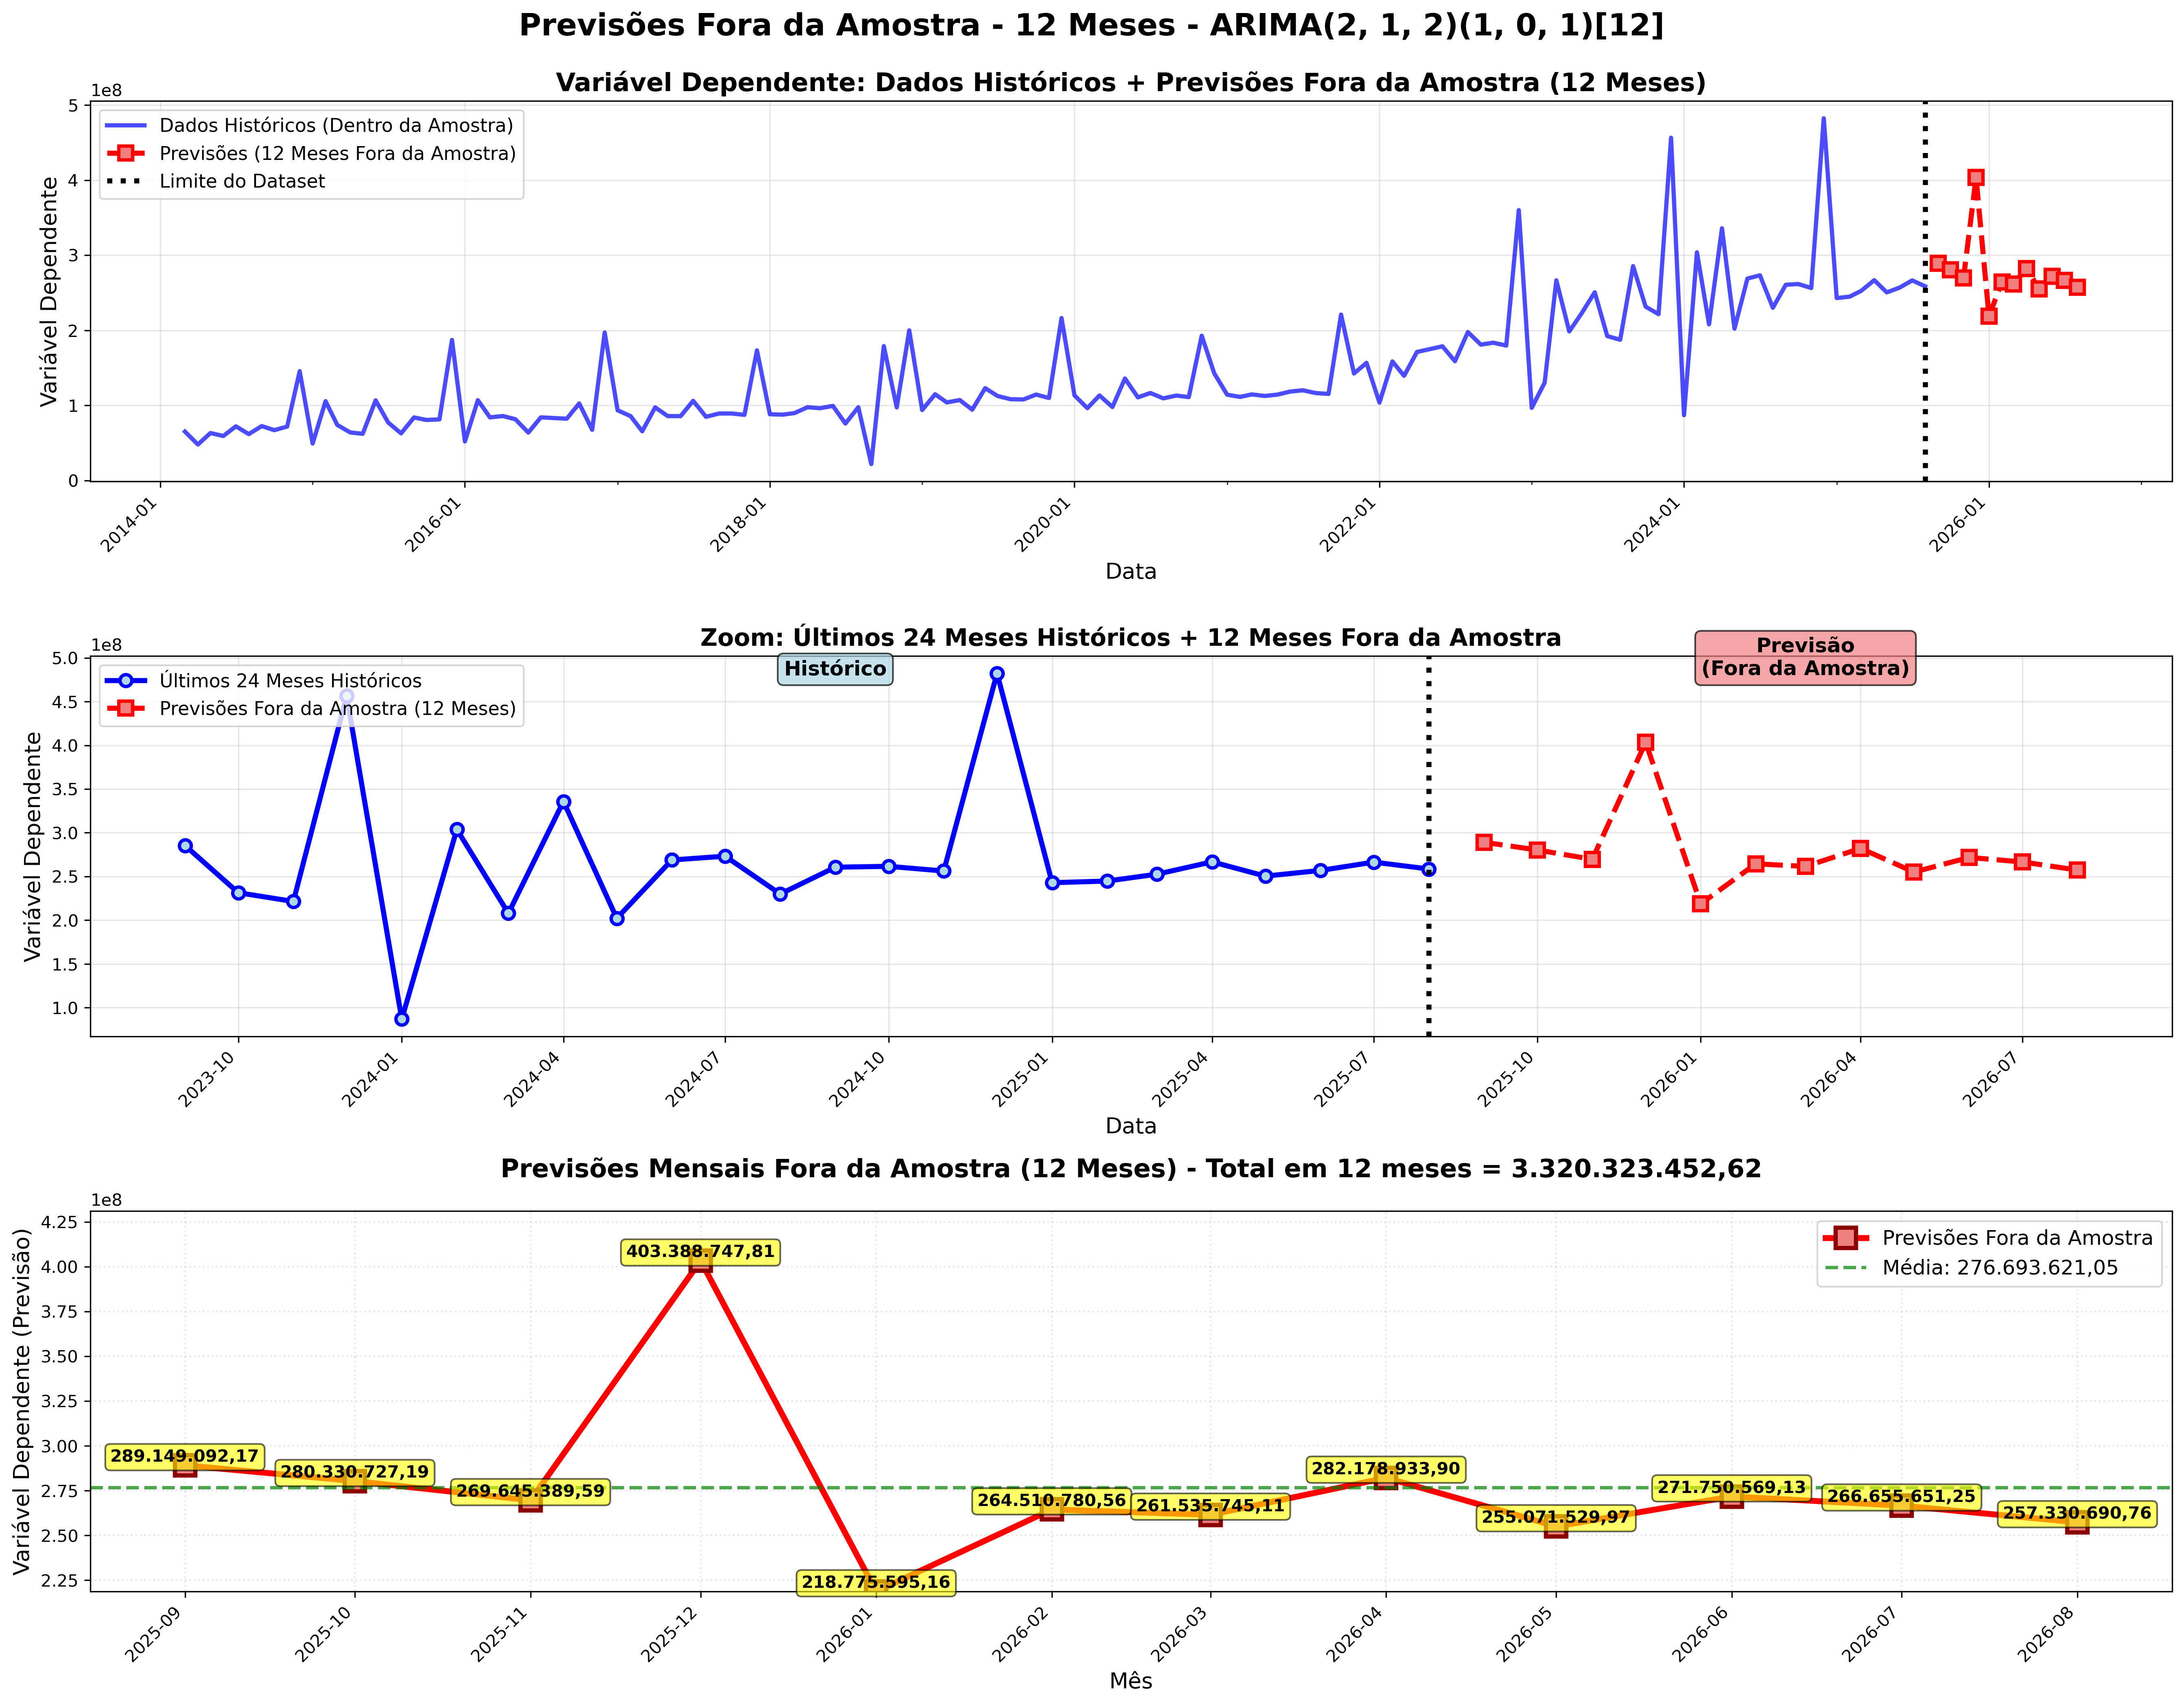 Previsões Fora da Amostra - 12 Meses - ARIMA(2, 1, 2)(1, 0, 1)[12]
Variável Dependente: Dados Históricos + Previsões Fora da Amostra (12 Meses)
1e8
Dados Históricos (Dentro da Amostra)
Previsões (12 Meses Fora da Amostra)
Limite do Dataset
Variável Dependente
5
4
3
2
1
0
2014-01
2016-01
2018-01
2020-01
2022-01
2024-01
2026-01
Data
Zoom: Últimos 24 Meses Históricos + 12 Meses Fora da Amostra
1e8
Últimos 24 Meses Históricos
Previsões Fora da Amostra (12 Meses)
Histórico
Previsão
(Fora da Amostra)
Variável Dependente
5.0
4.5
4.0
3.5
3.0
2.5
2.0
1.5
1.0
2023-10
2024-01
2024-04
2024-07
2024-10
2025-01
2025-04
2025-07
2025-10
2026-01
2026-04
2026-07
Data
Previsões Mensais Fora da Amostra (12 Meses) - Total em 12 meses = 3.320.323.452,62
1e8
Previsões Fora da Amostra
Média: 276.693.621,05
Variável Dependente (Previsão)
4.25
4.00
3.75
3.50
3.25
3.00
2.75
2.50
2.25
289.149.092,17
280.330.727,19
269.645.389,59
403.388.747,81
218.775.595,16
264.510.780,56
261.535.745,11
282.178.933,90
255.071.529,97
271.750.569,13
266.655.651,25
257.330.690,76
2025-09
2025-10
2025-11
2025-12
2026-01
2026-02
2026-03
2026-04
2026-05
2026-06
2026-07
2026-08
Mês